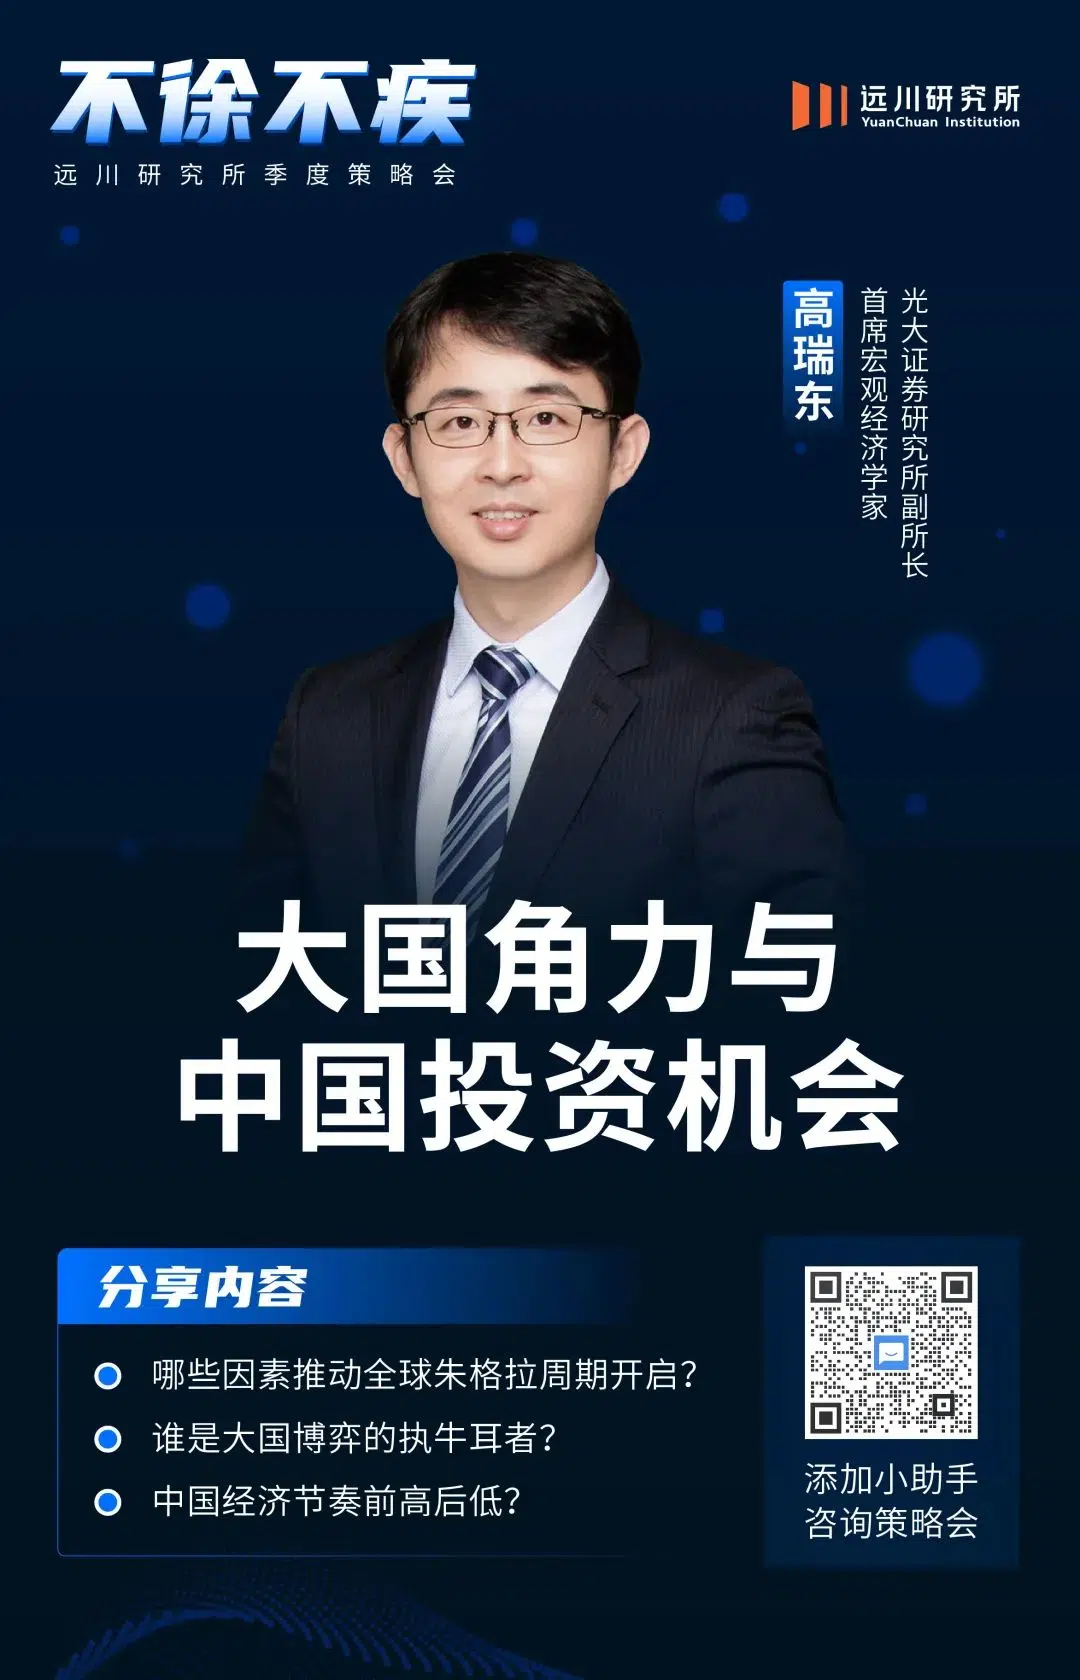 不徐不疾
远川研究所季度策略会
远川研究所
YuanChuan Institution
高瑞东
光大证券研究所副所长
首席宏观经济学家
大国角力与
中国投资机会
分享内容
哪些因素推动全球朱格拉周期开启？
谁是大国博弈的执牛耳者？
中国经济节奏前高后低？
添加小助手
咨询策略会